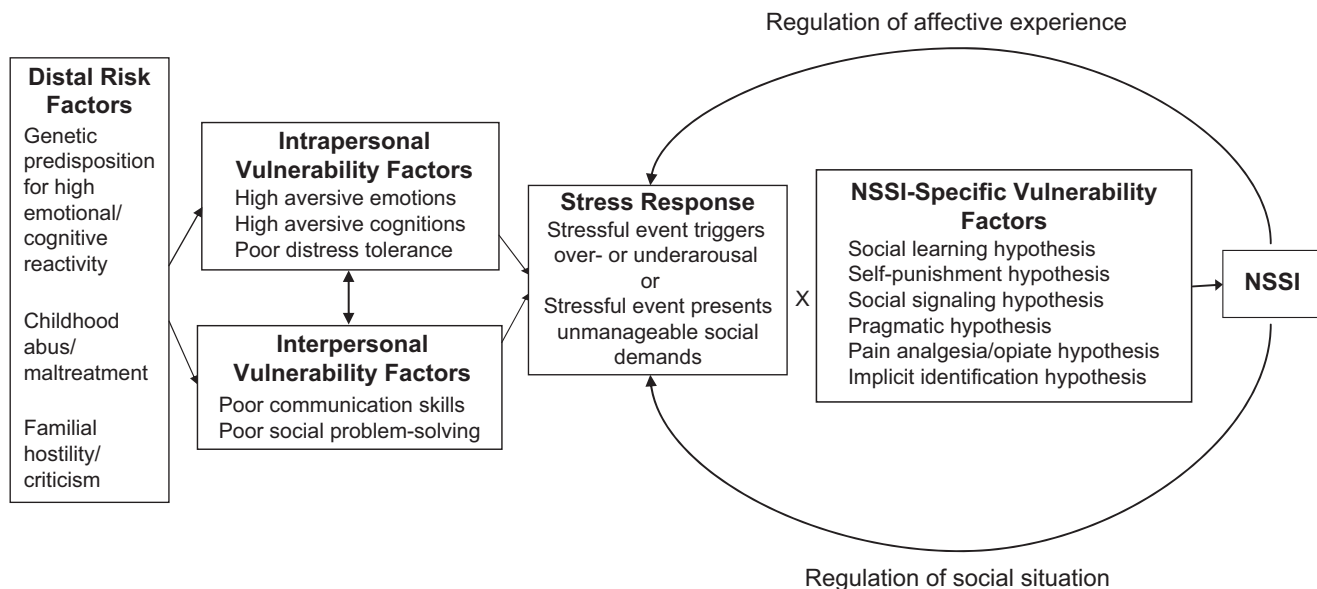 Regulation of affective experience
Distal Risk
Factors
Genetic
predisposition
for high
emotional/
cognitive
reactivity
Childhood
abus/
maltreatment
Familial
hostility/
criticism
Intrapersonal
Vulnerability Factors
High aversive emotions
High aversive cognitions
Poor distress tolerance
Interpersonal
Vulnerability Factors
Poor communication skills
Poor social problem-solving
Stress Response
Stressful event triggers
over- or underarousal
or
Stressful event presents
unmanageable social
demands
X
NSSI-Specific Vulnerability
Factors
Social learning hypothesis
Self-punishment hypothesis
Social signaling hypothesis
Pragmatic hypothesis
Pain analgesia/opiate hypothesis
Implicit identification hypothesis
NSSI
Regulation of social situation